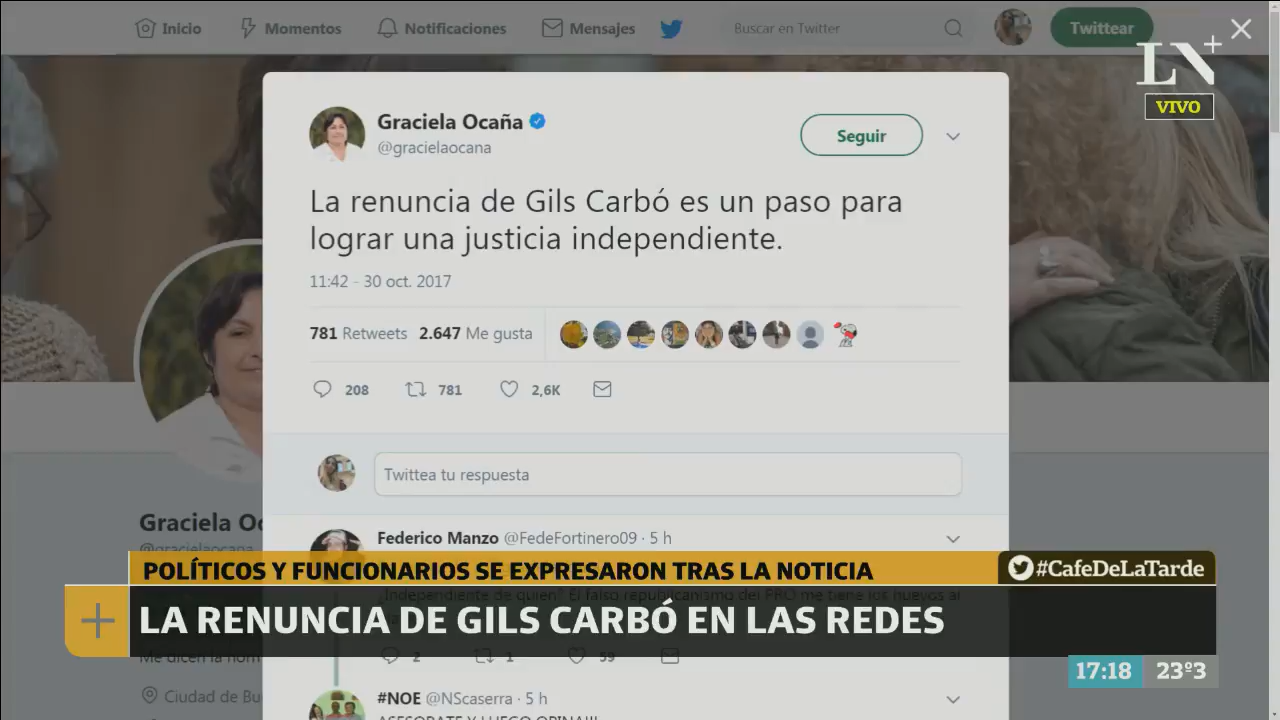 Inicio
Momentos
Notificaciones
Mensajes
Buscar en Twitter
Twittear
LN+
VIVO
Graciela Ocaña
@gracielaocana
Seguir
La renuncia de Gils Carbó es un paso para
lograr una justicia independiente.
11:42 - 30 oct. 2017
781 Retweets 2.647 Me gusta
208 781 2,6K
Twittea tu respuesta
Graciela Oc
@gracielaocana
Federico Manzo @FedeFortinero09 · 5 h
POLÍTICOS Y FUNCIONARIOS SE EXPRESARON TRAS LA NOTICIA
#CafeDeLaTarde
"Independiente de quien" El falso republicanismo del PRO me tiene los huevos al
LA RENUNCIA DE GILS CARBÓ EN LAS REDES
Me dicen la horm
2 1 59
17:18 23º3
Ciudad de Bu
#NOE @NScaserra · 5 h
ASESORATE Y LUEGO OPINA!!!